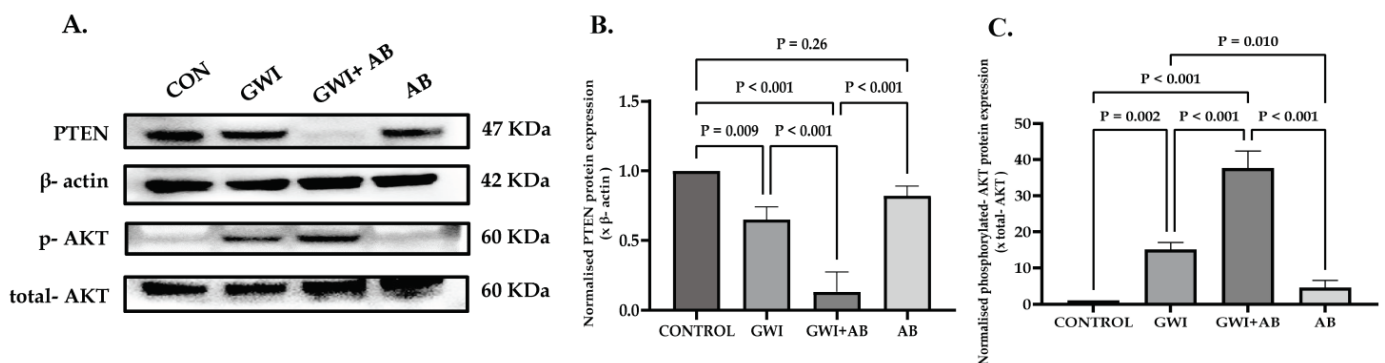 A.
CON GWI GWI+ AB AB
PTEN 47 KDa
β- actin 42 KDa
p- AKT 60 KDa
total- AKT 60 KDa
B.
P = 0.26
P < 0.001 P < 0.001
P = 0.009 P < 0.001
Normalised PTEN protein expression
(x β- actin )
1.5
1.0
0.5
0.0
CONTROL GWI GWI+AB AB
C.
P = 0.010
P < 0.001
P = 0.002 P < 0.001 P < 0.001
Normalised phosphorylated- AKT protein expression
(x total- AKT)
50
40
30
20
10
0
CONTROL GWI GWI+AB AB